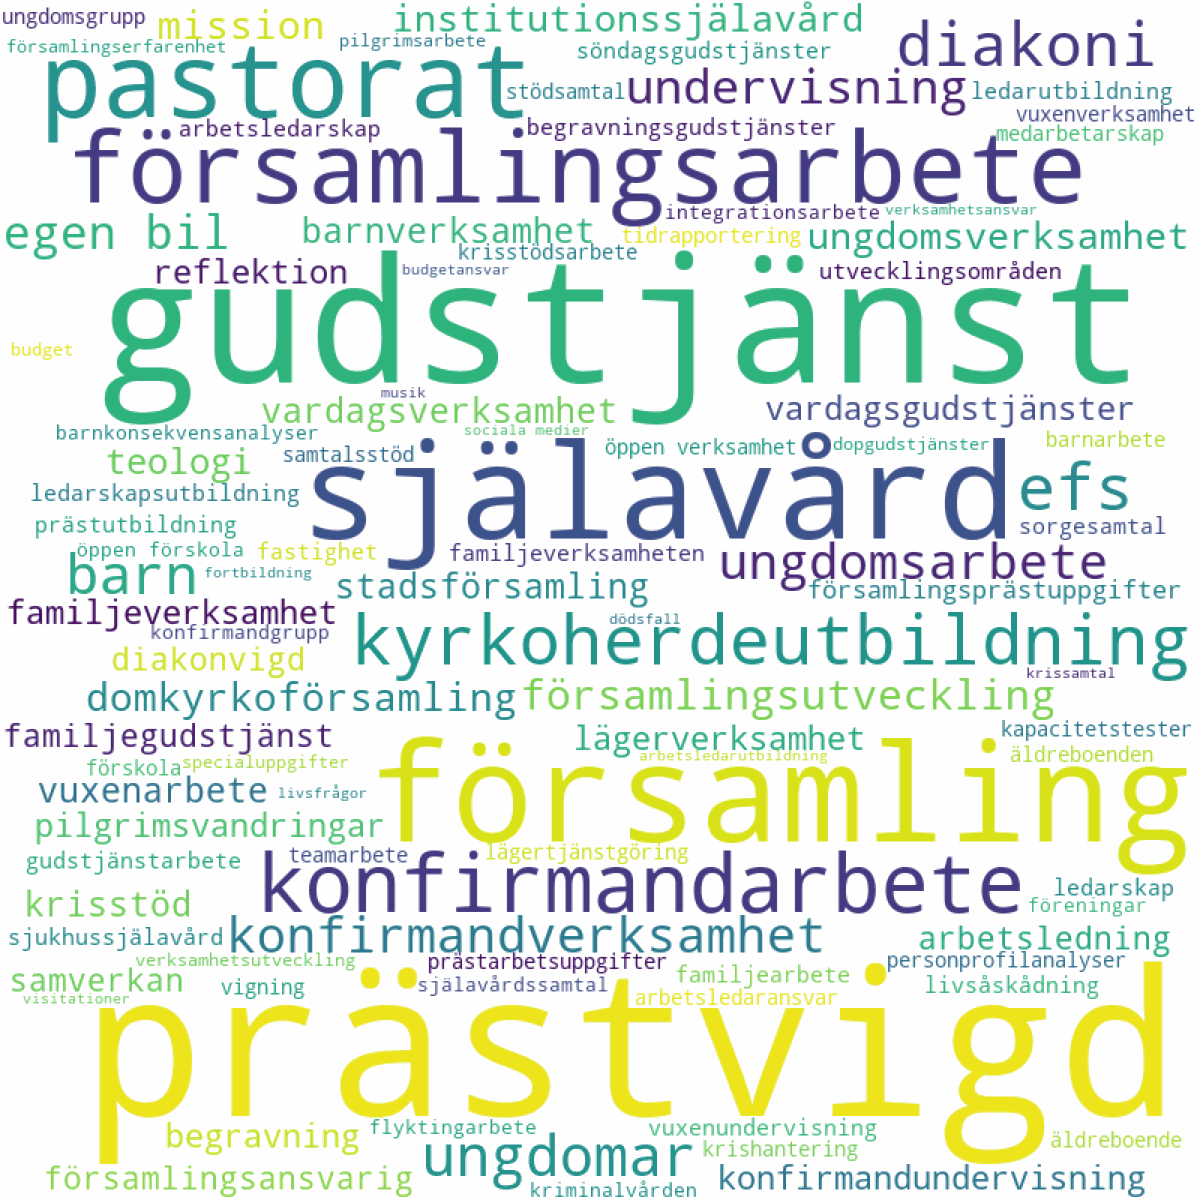 ungdomsgrupp
mission
institutionssjälavård
församlingserfarenhet
pilgrimsarbete
söndagsgudstjänster
diakoni
pastorat
stödsamtal
undervisning
ledarutbildning
vuxenverksamhet
arbetsledarskap
begravningsgudstjänster
medarbetarskap
församlingsarbete
integrationsarbete
verksamhetsansvar
egen bil
barnverksamhet
krisstödsarbete
tidrapportering
ungdomsverksamhet
reflektion
budgetansvar
utvecklingsområden
gudstjänst
budget
musik
vardagsverksamhet
vardagsgudstjänster
barnkonsekvensanalyser
sociala medier
teologi
samtalsstöd
öppen verksamhet
dopgudstjänster
barnarbete
själavård
efs
ledarskapsutbildning
prästutbildning
sorgesamtal
öppen förskola
fastighet
familjeverksamheten
ungdomsarbete
barn
fortbildning
stadsförsamling
församlingsprästuppgifter
familjeverksamhet
konfirmandgrupp
dödsfall
kyrkoherdeutbildning
diakonvigd
krissamtal
domkyrkoförsamling
församlingsutveckling
familjegudstjänst
lägerverksamhet
kapacitetstester
förskola
specialuppgifter
arbetsledarutbildning
äldreboenden
vuxenarbete
livsfrågor
församling
pilgrimsvandringar
gudstjänstarbete
teamarbete
lägertjänstgöring
konfirmandarbete
ledarskap
krisstöd
föreningar
sjukhussjälavård
konfirmandverksamhet
arbetsledning
verksamhetsutveckling
prästarbetsuppgifter
personprofilanalyser
samverkan
vigning
själavårdssamtal
familjearbete
livsåskådning
visitationer
arbetsledaransvar
prästvigd
begravning
flyktingarbete
vuxenundervisning
äldreboende
ungdomar
krishantering
församlingsansvarig
kriminalvården
konfirmandundervisning